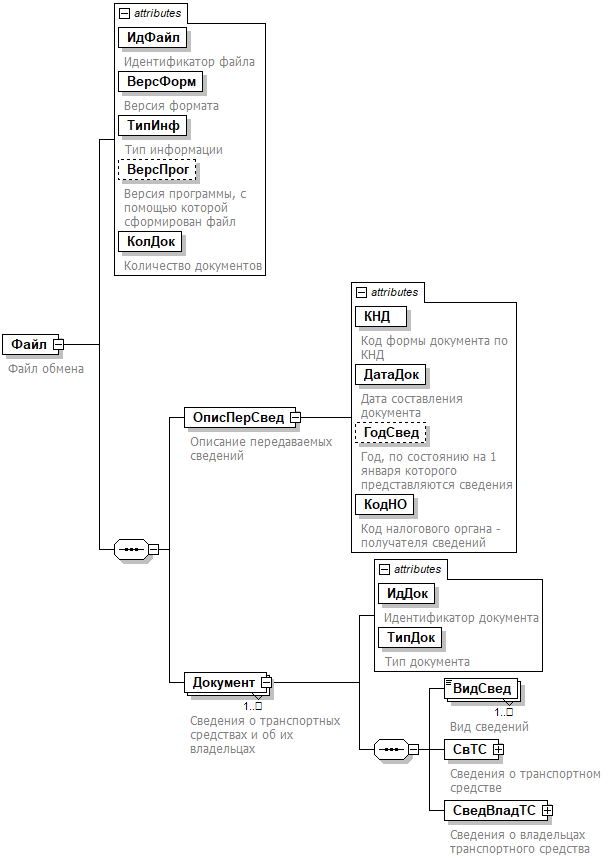 attributes
ИдФайл
Идентификатор файла
ВерсФорм
Версия формата
ТипИнф
Тип информации
ВерсПрог
Версия программы, с
помощью которой
сформирован файл
КолДок
Количество документов
Файл
Файл обмена
attributes
КНД
Код формы документа по
КНД
ДатаДок
Дата составления
документа
ГодСвед
Год, по состоянию на 1
января которого
представляются сведения
КодНО
Код налогового органа -
получателя сведений
ОписПерСвед
Описание передаваемых
сведений
attributes
ИдДок
Идентификатор документа
ТипДок
Тип документа
Документ
1..
Сведения о транспортных
средствах и об их
владельцах
ВидСвед
1..
Вид сведений
СвТС
Сведения о транспортном
средстве
СведВладТС
Сведения о владельцах
транспортного средства